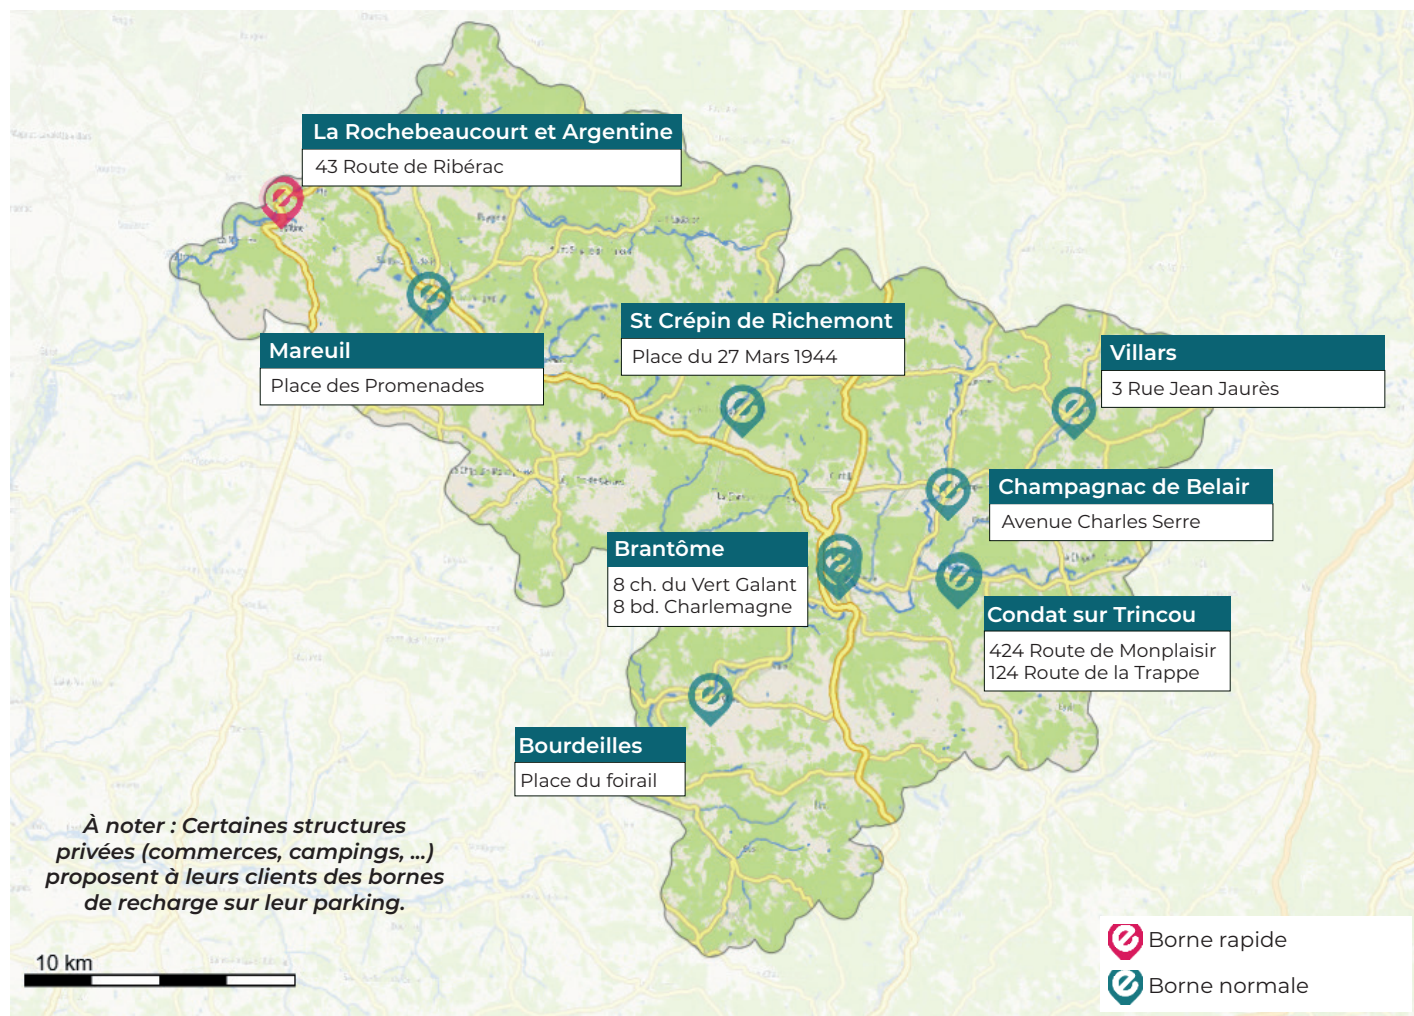 La Rochebeaucourt et Argentine
43 Route de Ribérac
Mareuil
Place des Promenades
St Crépin de Richemont
Place du 27 Mars 1944
Villars
3 Rue Jean Jaurès
Champagnac de Belair
Avenue Charles Serre
Brantôme
8 ch. du Vert Galant
8 bd. Charlemagne
Condat sur Trincou
424 Route de Monplaisir
124 Route de la Trappe
Bourdeilles
Place du foirail
À noter : Certaines structures
privées (commerces, campings, ...)
proposent à leurs clients des bornes
de recharge sur leur parking.
10 km
Borne rapide
Borne normale